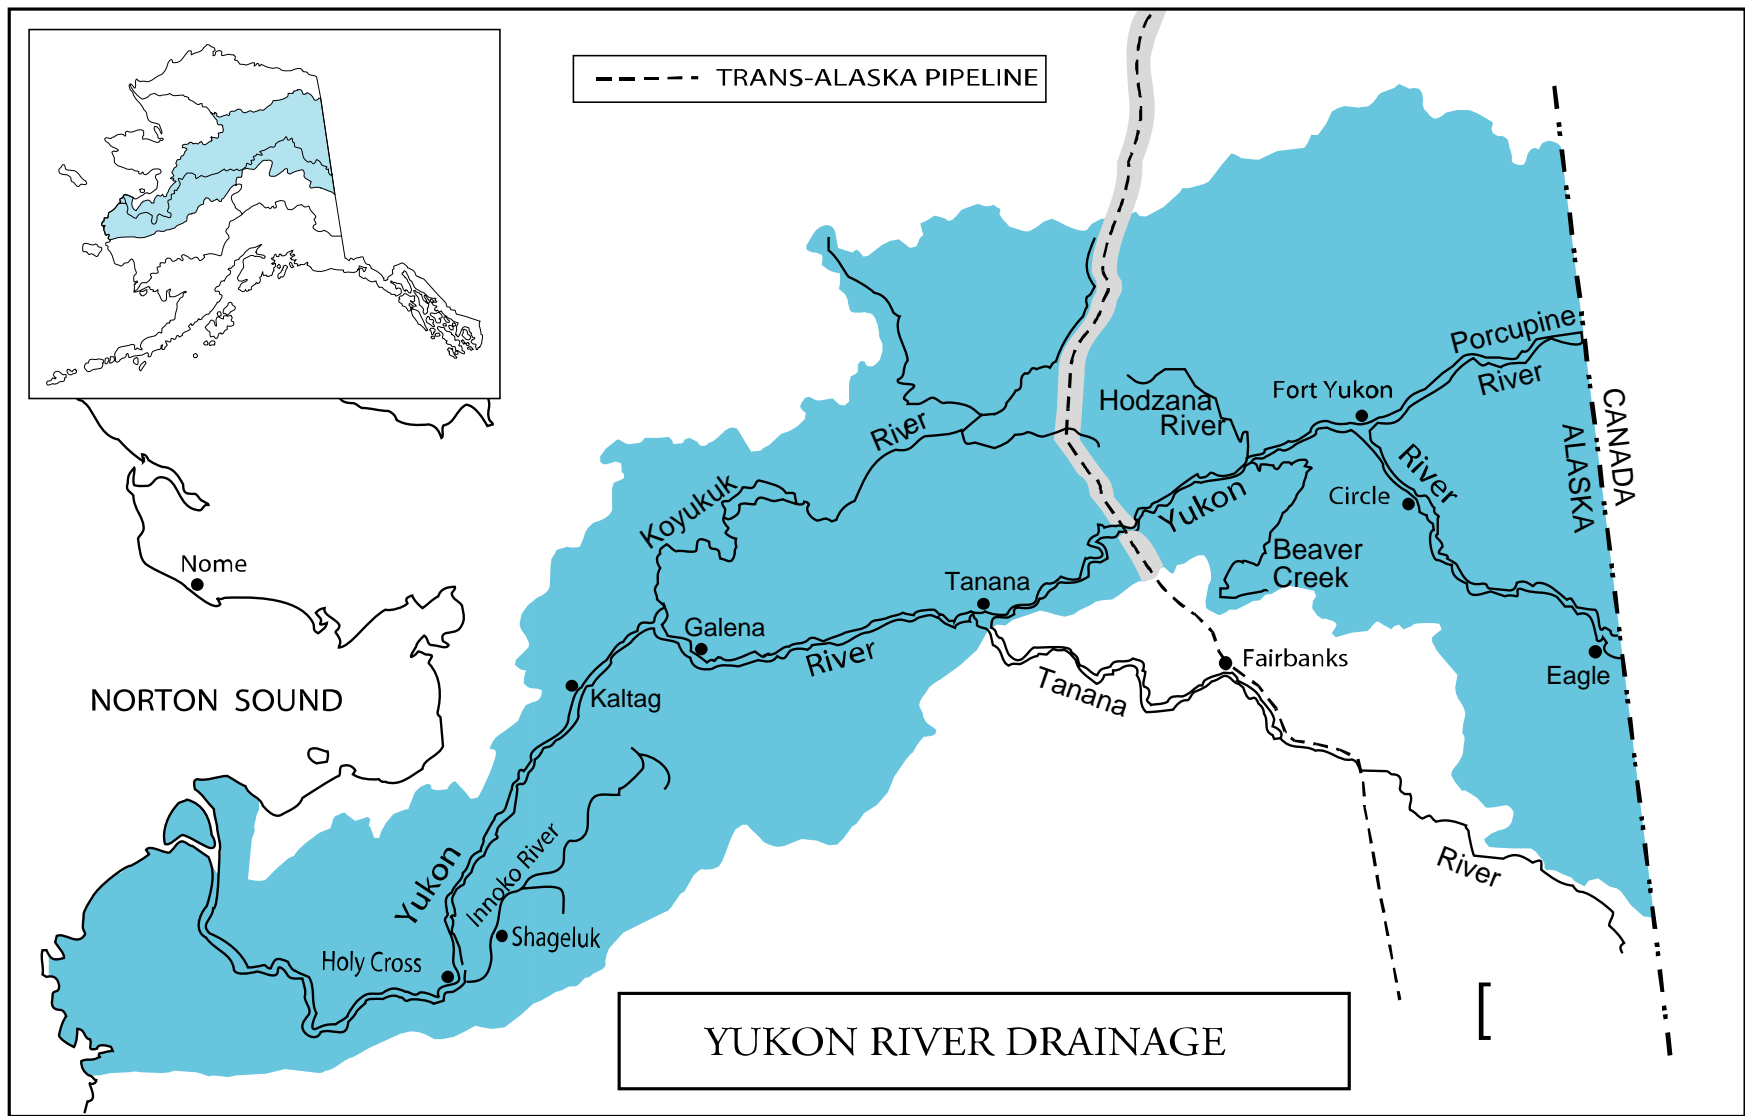 TRANS-ALASKA PIPELINE
Porcupine
River
Fort Yukon
Hodzana
River
CANADA
ALASKA
River
Koyukuk
River
Circle
Yukon
Beaver
Creek
Nome
Tanana
Galena
River
Fairbanks
Tanana
Eagle
Kaltag
NORTON SOUND
River
Yukon
Innoko River
Shageluk
Holy Cross
YUKON RIVER DRAINAGE
[